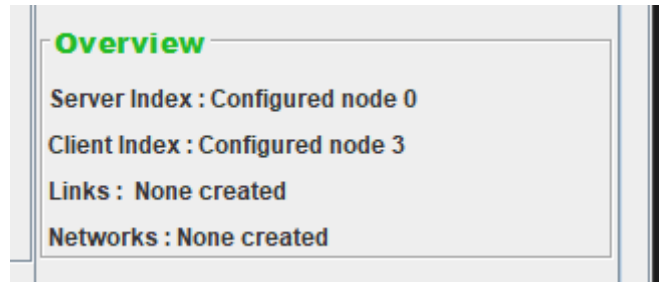 Overview
Server Index : Configured node 0
Client Index : Configured node 3
Links :  None created
Networks : None created